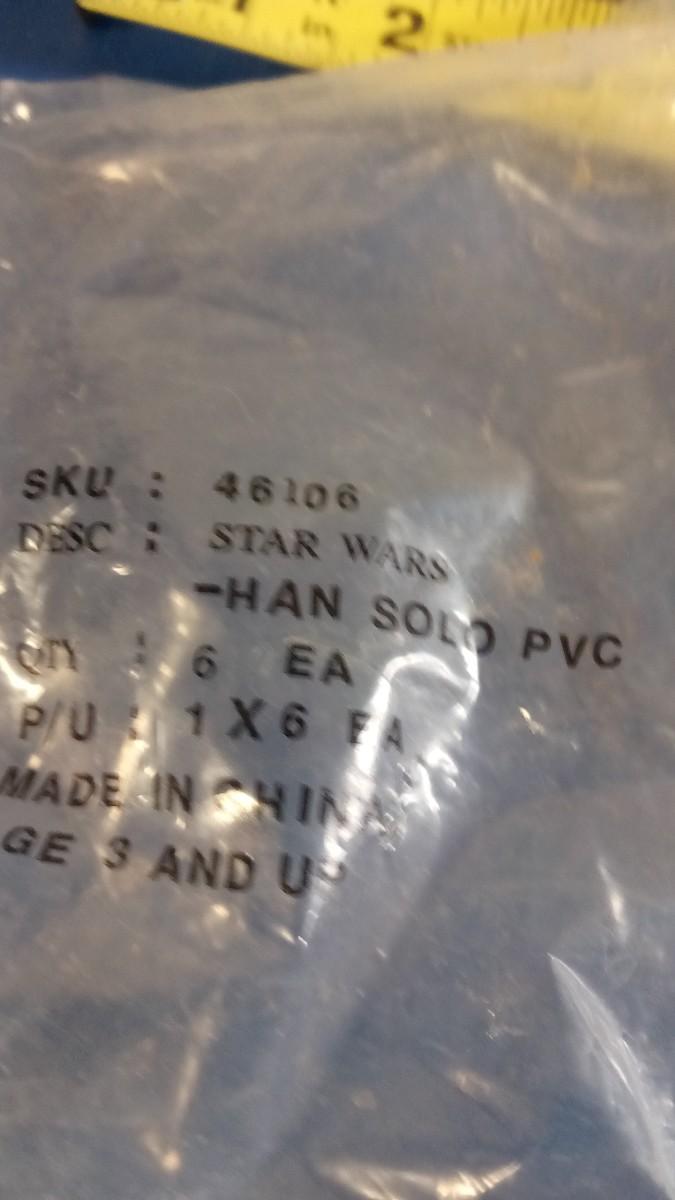 2
SKU : 46106
DESC : STAR WARS
-HAN SOLO PVC
QTY : 6 EA
P/U : 1 X 6 EA
MADE IN CHINA
GE 3 AND UP